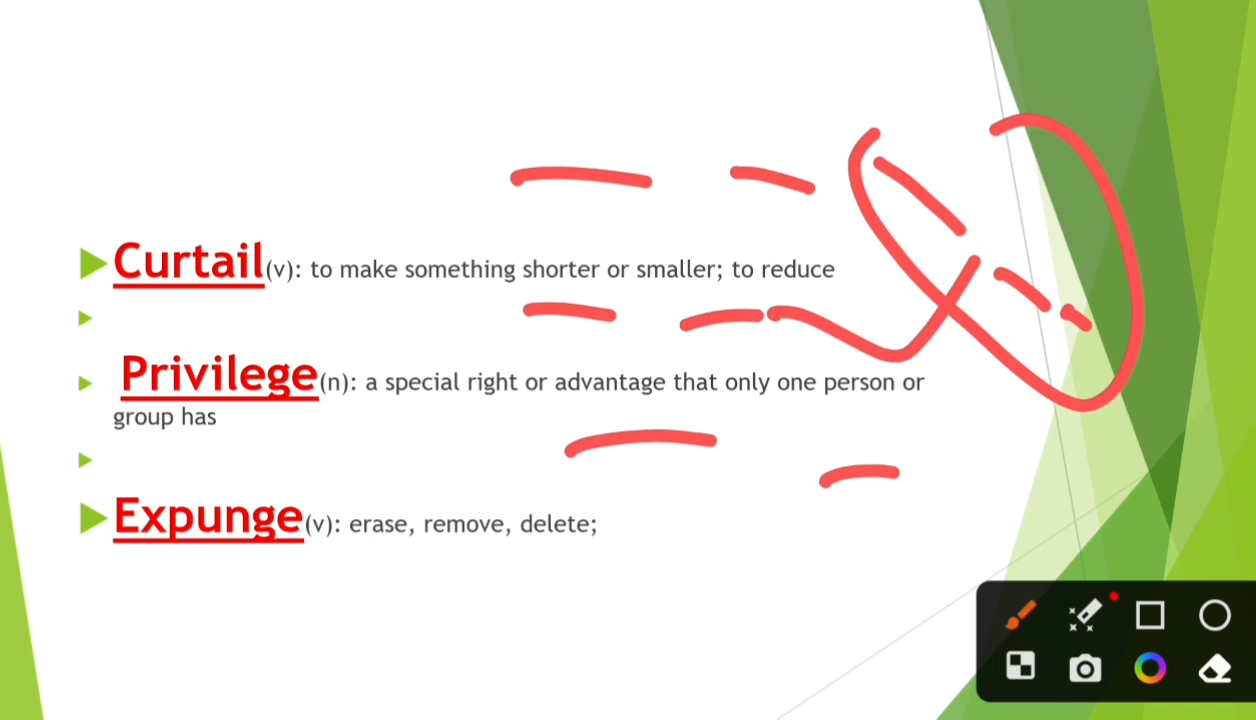 Curtail(v): to make something shorter or smaller; to reduce
Privilege(n): a special right or advantage that only one person or
group has
Expunge(v): erase, remove, delete;